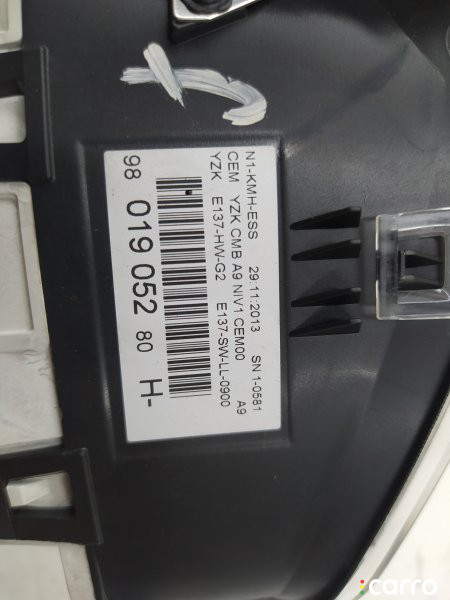 N1-KMH-ESS 29.11.2013 SN 1-0581
CEM YZK CMB A9 NIV1 CEM00 A9
YZK E137-HW-G2 E137-SW-LL-0900
98 019 052 80 H-
icarro